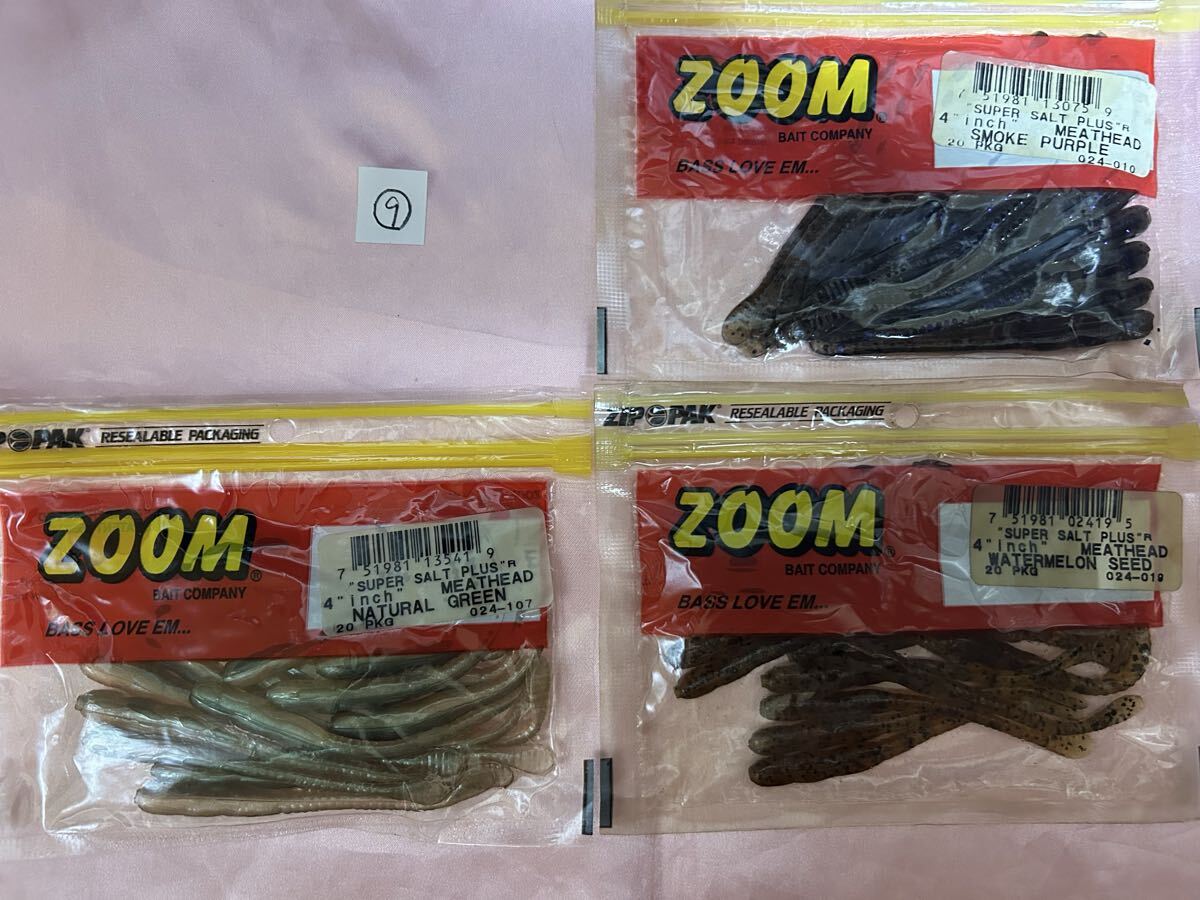 ⑨
ZOOM®
BAIT COMPANY
BASS LOVE EM...
7 51981 13075 9
"SUPER SALT PLUS"R
4"inch" MEATHEAD
SMOKE PURPLE
20 PKG 024-010
RESEALABLE PACKAGING
ZOOM®
BAIT COMPANY
BASS LOVE EM...
7 51981 13541 9
"SUPER SALT PLUS"R
4"inch" MEATHEAD
NATURAL GREEN
20 PKG 024-107
ZIP PAK® RESEALABLE PACKAGING
ZOOM®
BAIT COMPANY
BASS LOVE EM...
7 51981 02419 5
"SUPER SALT PLUS"R
4"inch" MEATHEAD
WATERMELON SEED
20 PKG 024-019